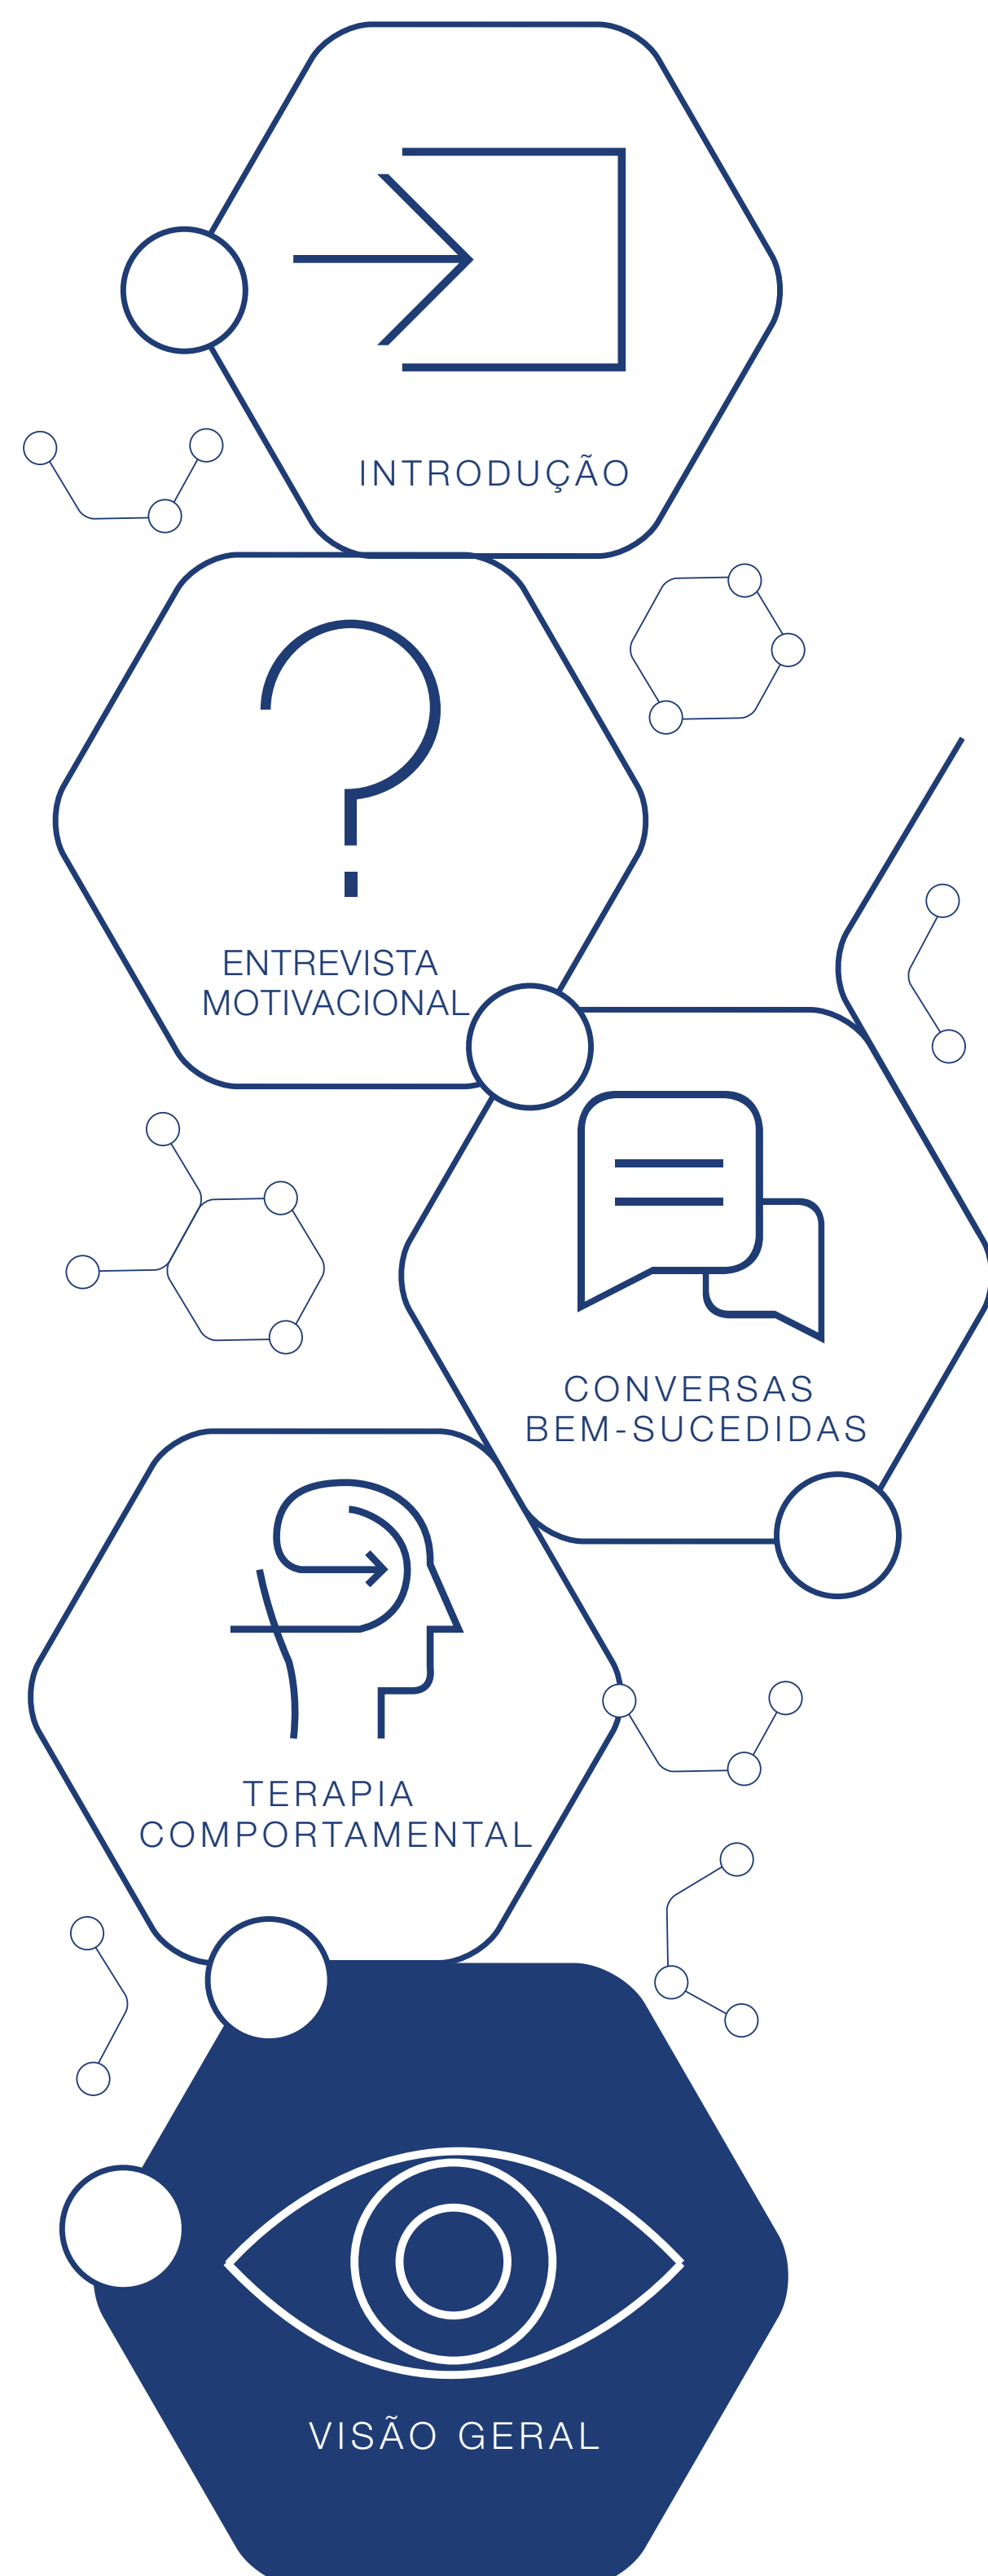 INTRODUÇÃO
ENTREVISTA
MOTIVACIONAL
CONVERSAS
BEM-SUCEDIDAS
TERAPIA
COMPORTAMENTAL
VISÃO GERAL